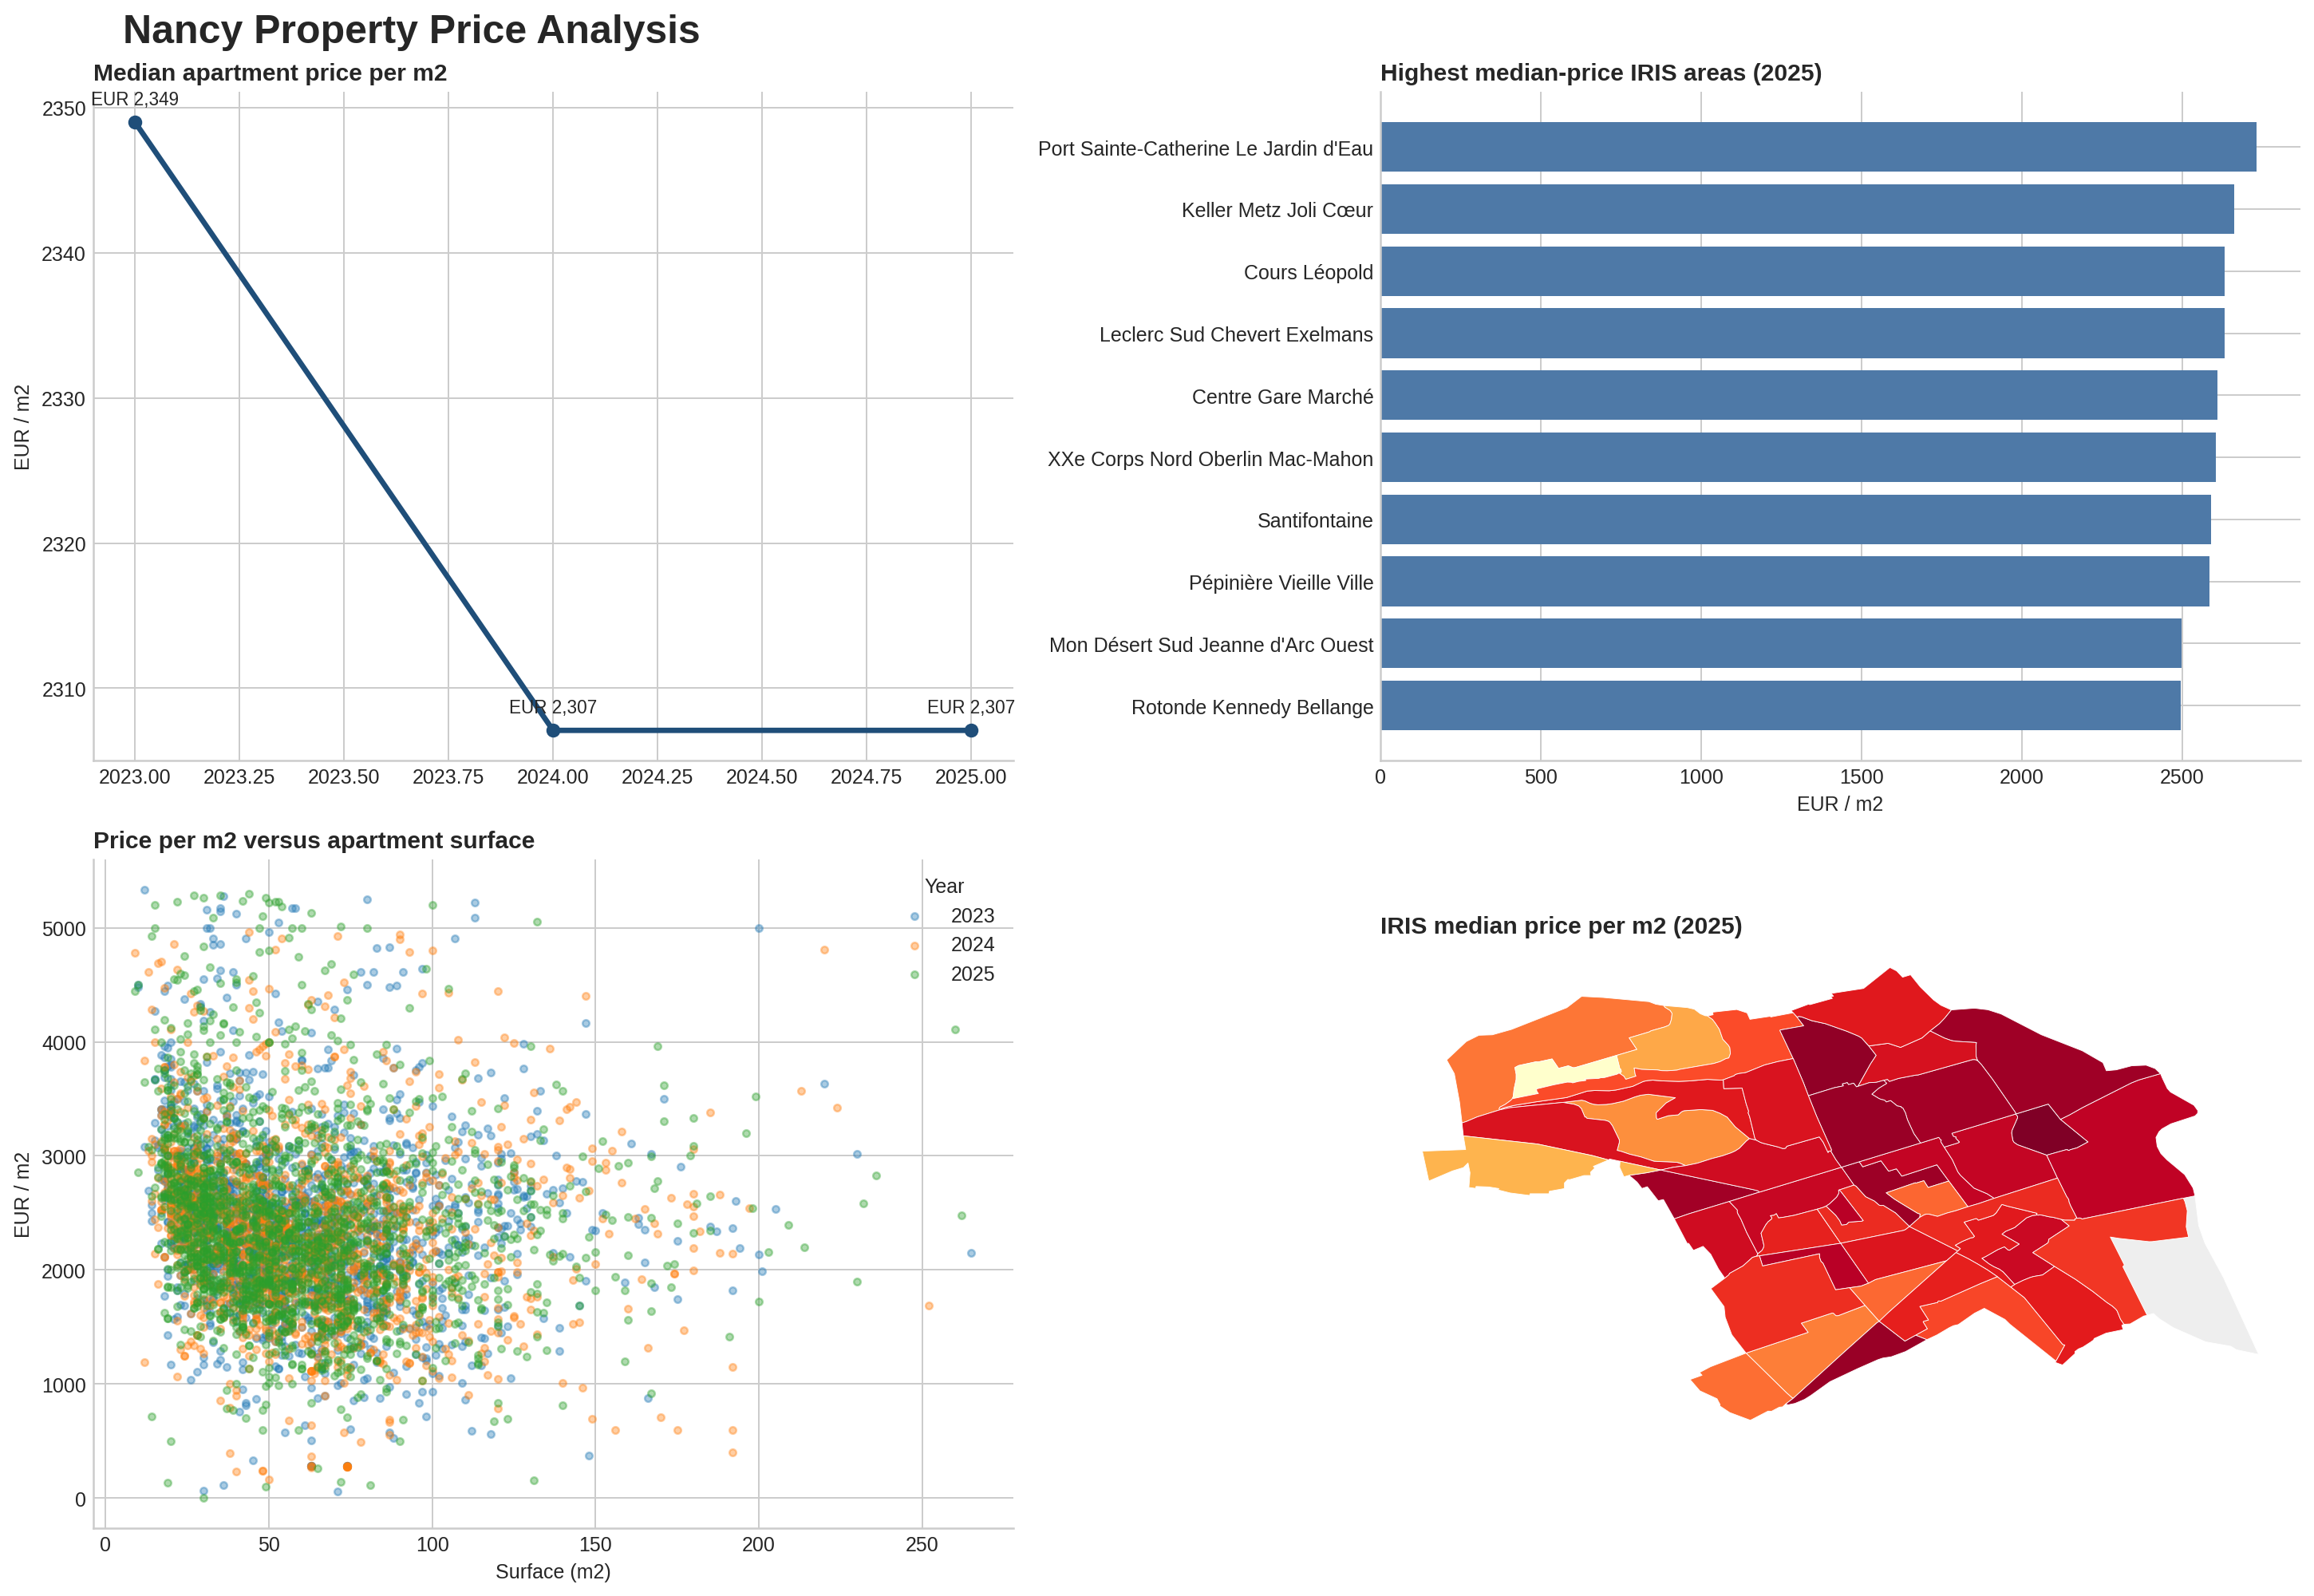 Nancy Property Price Analysis
Median apartment price per m2
EUR 2,349
2350
2340
2330
2320
2310
EUR / m2
EUR 2,307
EUR 2,307
2023.00 2023.25 2023.50 2023.75 2024.00 2024.25 2024.50 2024.75 2025.00
Highest median-price IRIS areas (2025)
Port Sainte-Catherine Le Jardin d'Eau
Keller Metz Joli Cœur
Cours Léopold
Leclerc Sud Chevert Exelmans
Centre Gare Marché
XXe Corps Nord Oberlin Mac-Mahon
Santifontaine
Pépinière Vieille Ville
Mon Désert Sud Jeanne d'Arc Ouest
Rotonde Kennedy Bellange
0 500 1000 1500 2000 2500
EUR / m2
Price per m2 versus apartment surface
Year
2023
2024
2025
5000
4000
3000
2000
1000
0
EUR / m2
0 50 100 150 200 250
Surface (m2)
IRIS median price per m2 (2025)